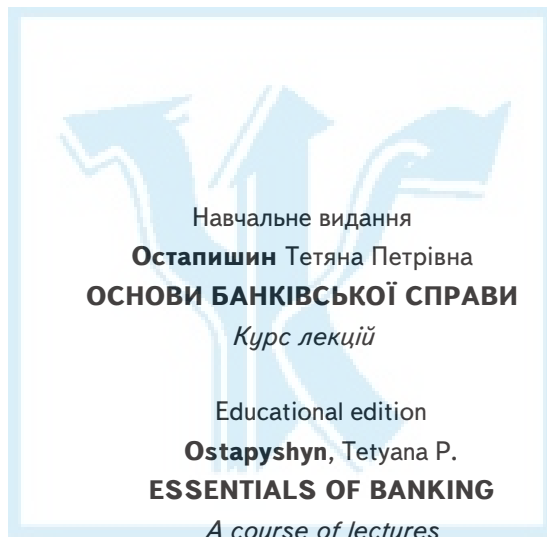 Навчальне видання
Остапишин Тетяна Петрівна
ОСНОВИ БАНКІВСЬКОЇ СПРАВИ
Курс лекцій
Educational edition
Ostapyshyn, Tetyana P.
ESSENTIALS OF BANKING
A course of lectures